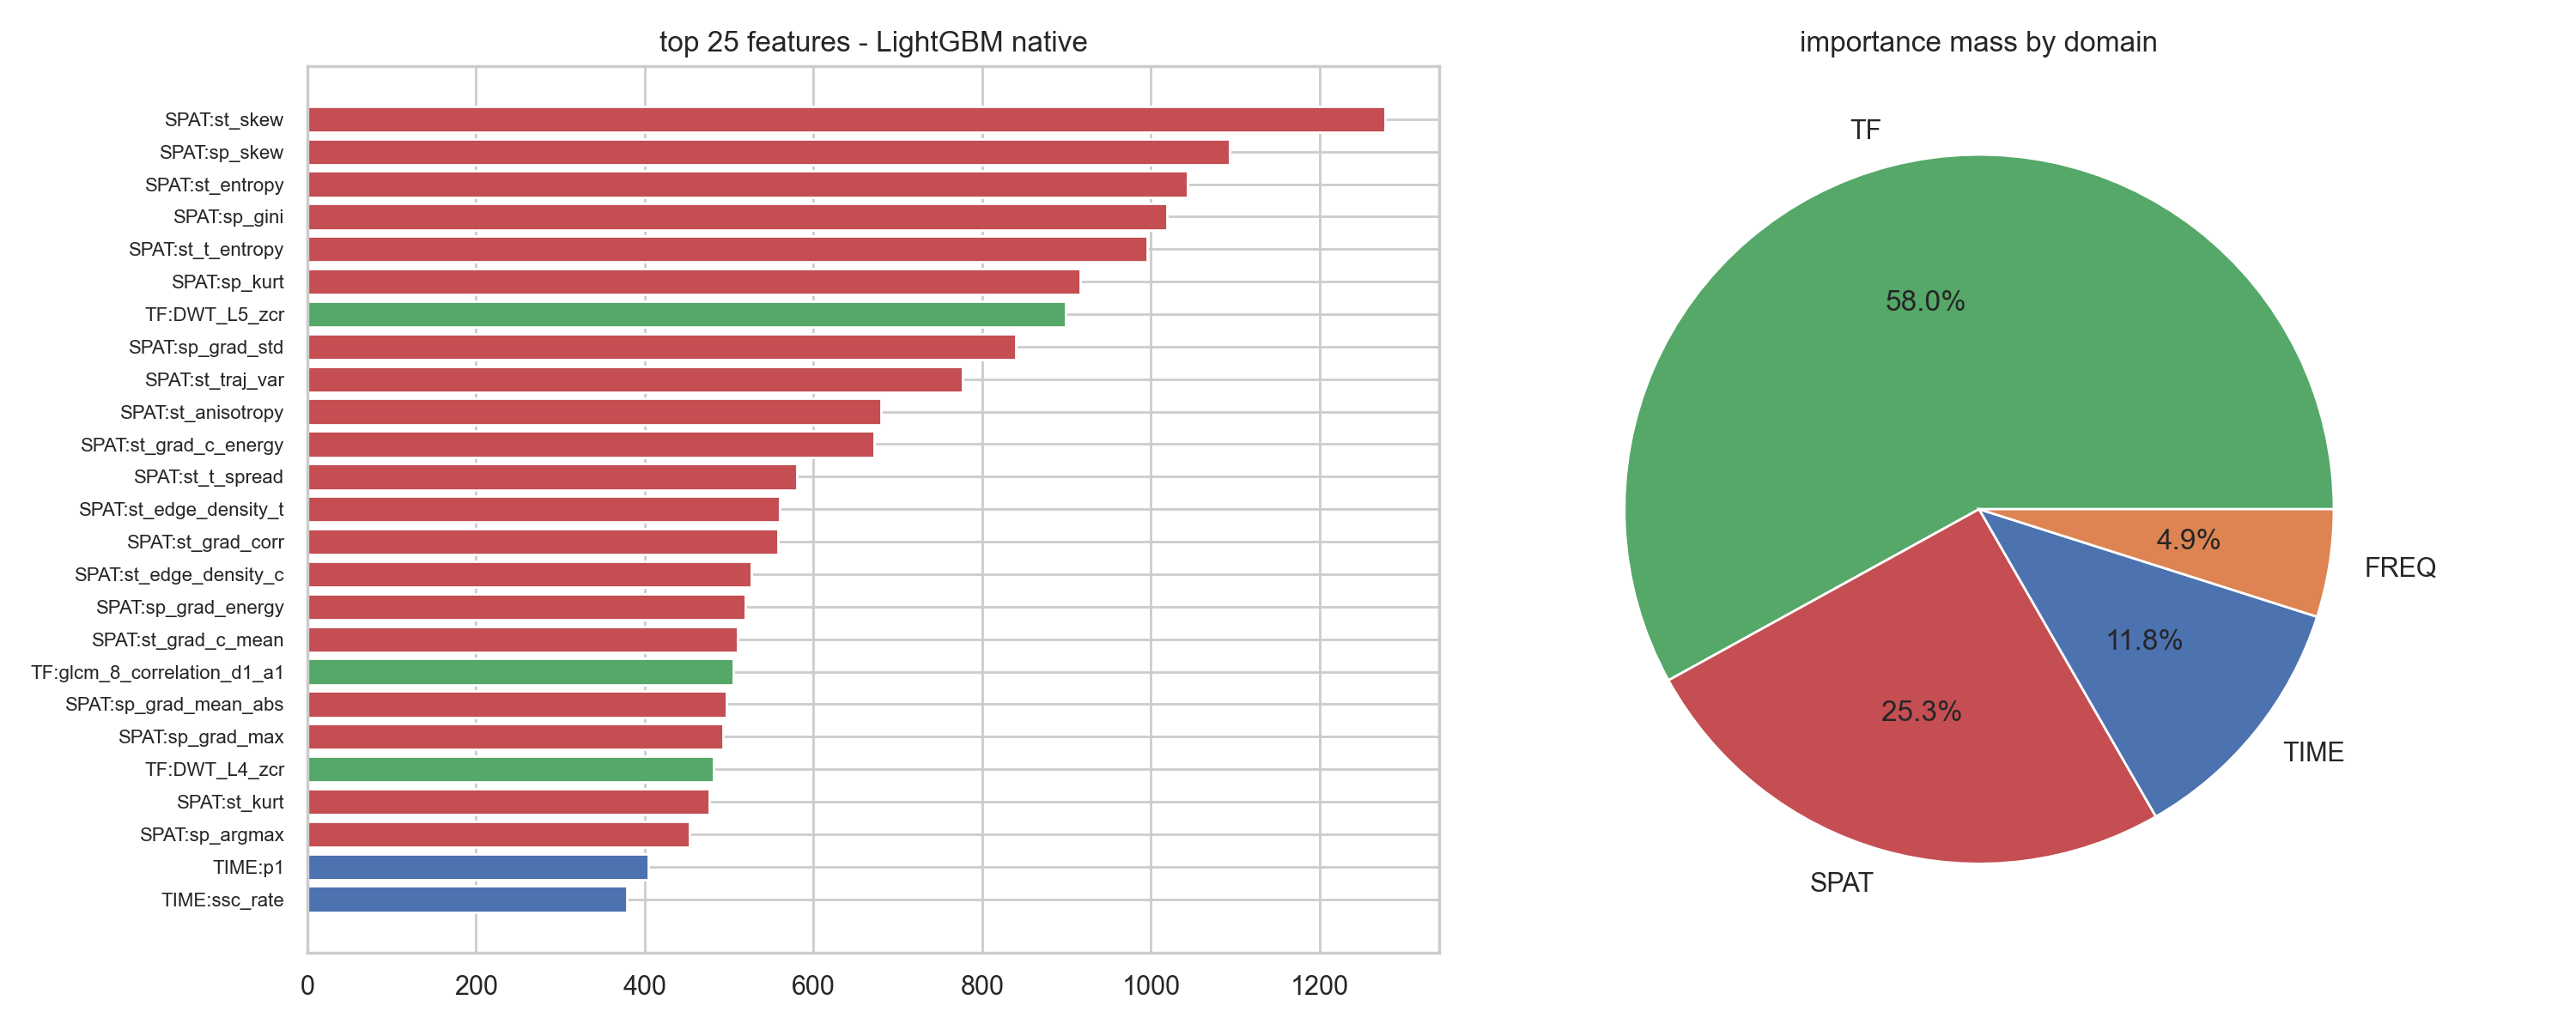 top 25 features - LightGBM native
SPAT:st_skew
SPAT:sp_skew
SPAT:st_entropy
SPAT:sp_gini
SPAT:st_t_entropy
SPAT:sp_kurt
TF:DWT_L5_zcr
SPAT:sp_grad_std
SPAT:st_traj_var
SPAT:st_anisotropy
SPAT:st_grad_c_energy
SPAT:st_t_spread
SPAT:st_edge_density_t
SPAT:st_grad_corr
SPAT:st_edge_density_c
SPAT:sp_grad_energy
SPAT:st_grad_c_mean
TF:glcm_8_correlation_d1_a1
SPAT:sp_grad_mean_abs
SPAT:sp_grad_max
TF:DWT_L4_zcr
SPAT:st_kurt
SPAT:sp_argmax
TIME:p1
TIME:ssc_rate
0 200 400 600 800 1000 1200
importance mass by domain
TF
58.0%
4.9%
FREQ
11.8%
25.3%
TIME
SPAT